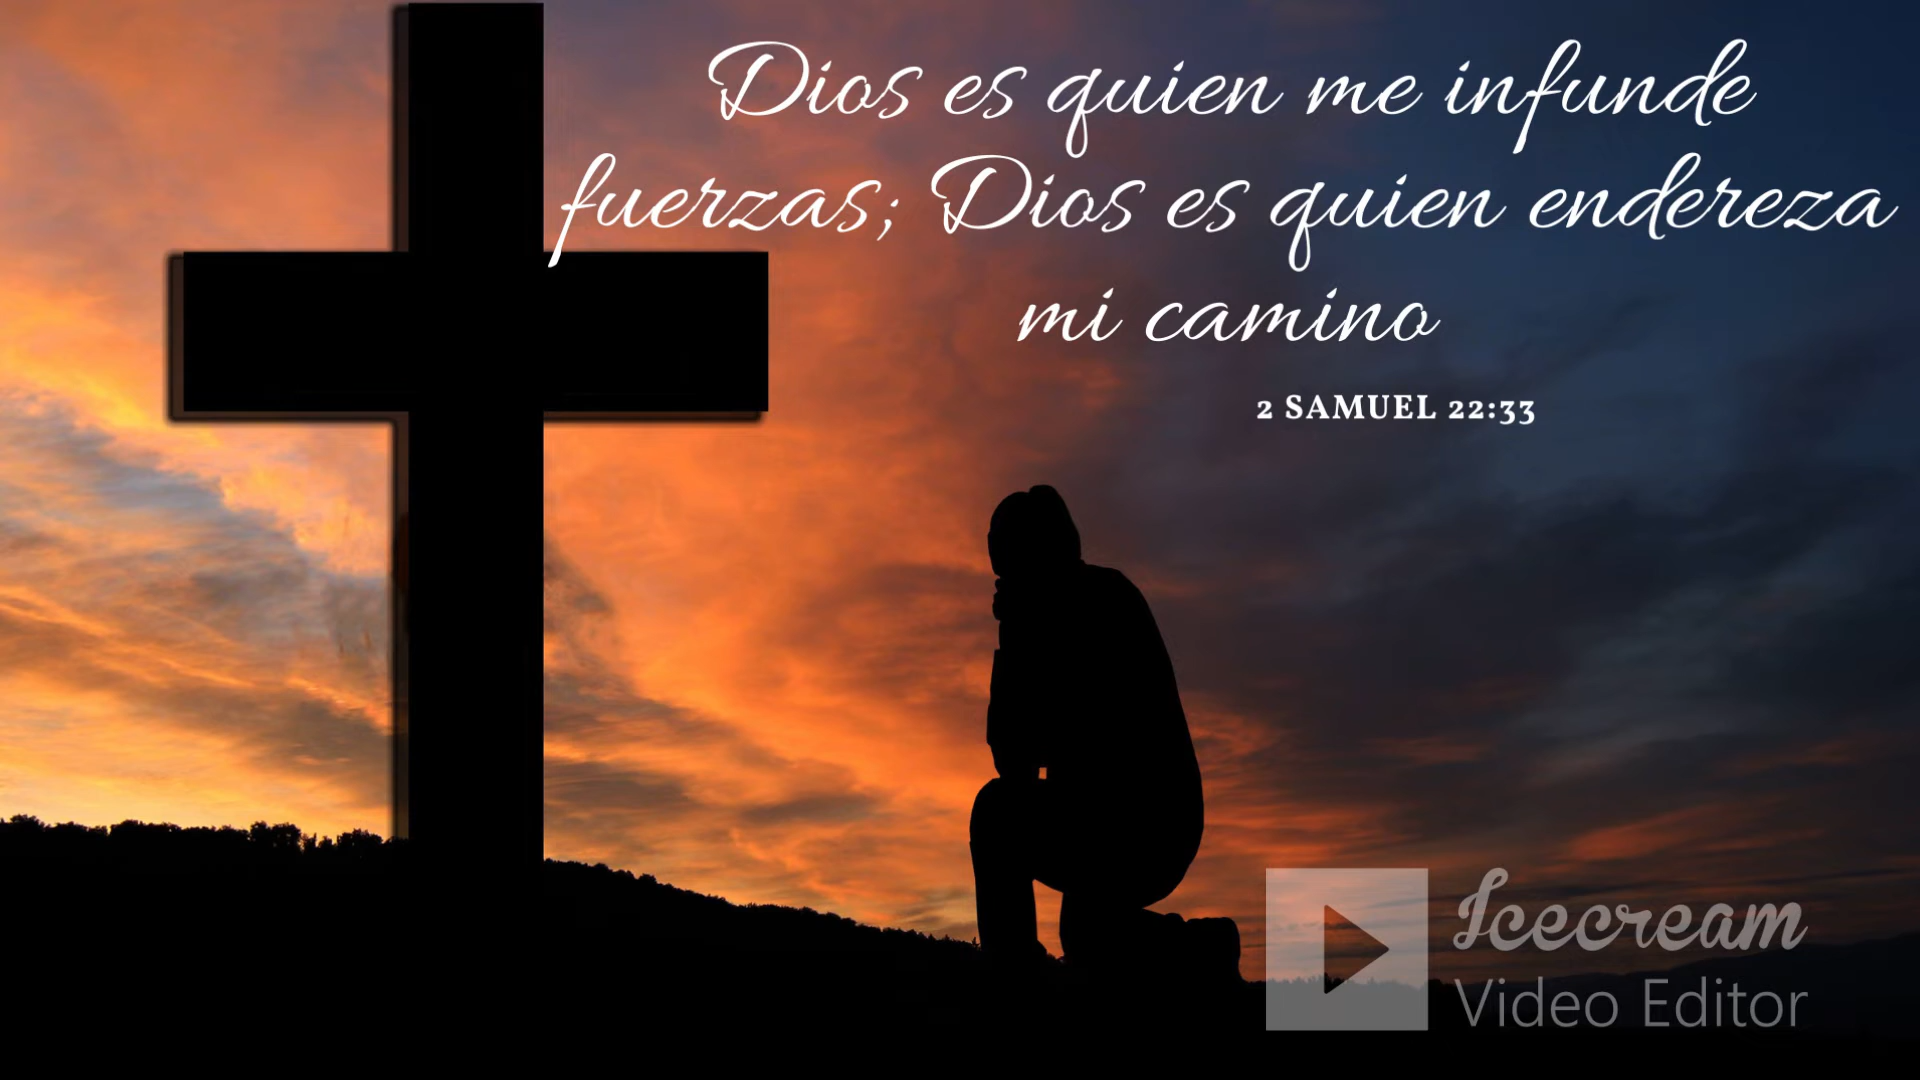 Dios es quien me infunde
fuerzas; Dios es quien endereza
mi camino
2 SAMUEL 22:33
Icecream
Video Editor